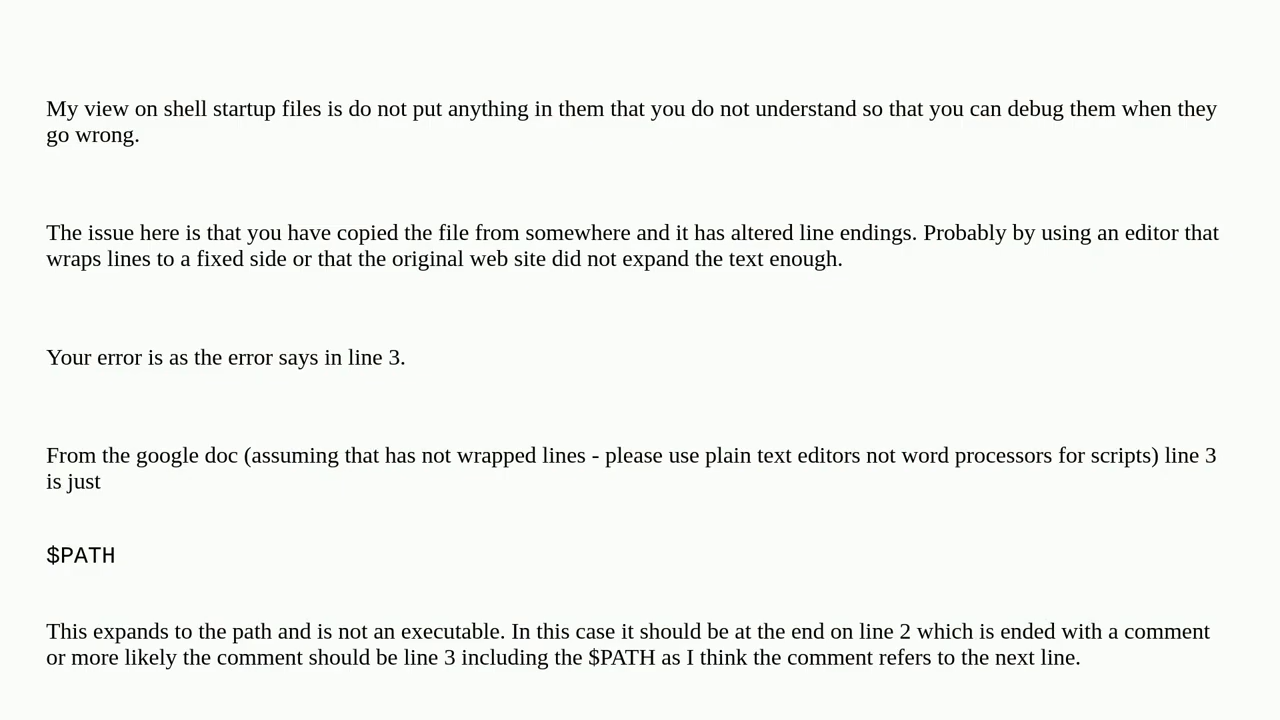 My view on shell startup files is do not put anything in them that you do not understand so that you can debug them when they
go wrong.
The issue here is that you have copied the file from somewhere and it has altered line endings. Probably by using an editor that
wraps lines to a fixed side or that the original web site did not expand the text enough.
Your error is as the error says in line 3.
From the google doc (assuming that has not wrapped lines - please use plain text editors not word processors for scripts) line 3
is just
$PATH
This expands to the path and is not an executable. In this case it should be at the end on line 2 which is ended with a comment
or more likely the comment should be line 3 including the $PATH as I think the comment refers to the next line.